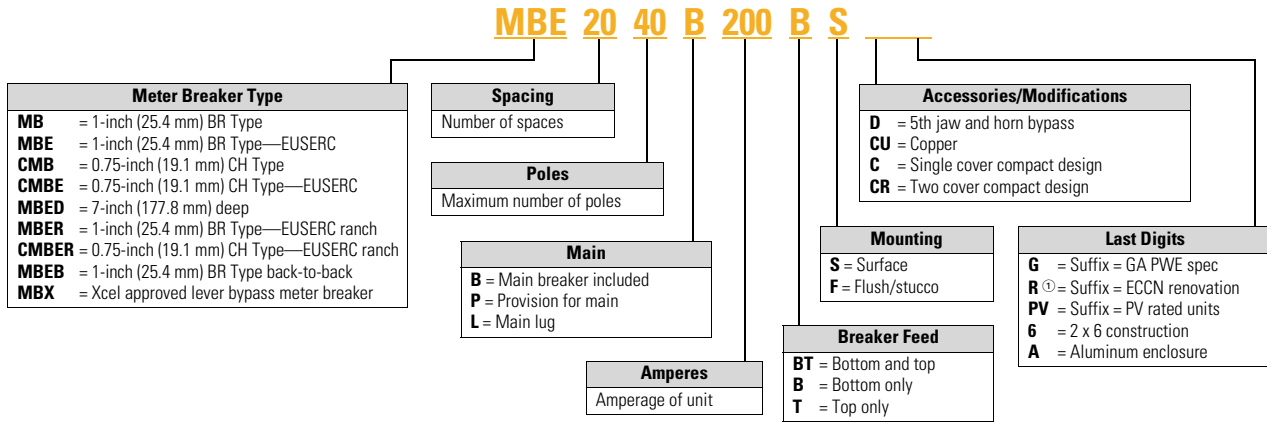 MBE 20 40 B 200 B S
Meter Breaker Type
MB = 1-inch (25.4 mm) BR Type
MBE = 1-inch (25.4 mm) BR Type—EUSERC
CMB = 0.75-inch (19.1 mm) CH Type
CMBE = 0.75-inch (19.1 mm) CH Type—EUSERC
MBED = 7-inch (177.8 mm) deep
MBER = 1-inch (25.4 mm) BR Type—EUSERC ranch
CMBER = 0.75-inch (19.1 mm) CH Type—EUSERC ranch
MBEB = 1-inch (25.4 mm) BR Type back-to-back
MBX = Xcel approved lever bypass meter breaker
Spacing
Number of spaces
Poles
Maximum number of poles
Main
B = Main breaker included
P = Provision for main
L = Main lug
Amperes
Amperage of unit
Accessories/Modifications
D = 5th jaw and horn bypass
CU = Copper
C = Single cover compact design
CR = Two cover compact design
Mounting
S = Surface
F = Flush/stucco
Breaker Feed
BT = Bottom and top
B = Bottom only
T = Top only
Last Digits
G = Suffix = GA PWE spec
R ① = Suffix = ECCN renovation
PV = Suffix = PV rated units
6 = 2 x 6 construction
A = Aluminum enclosure